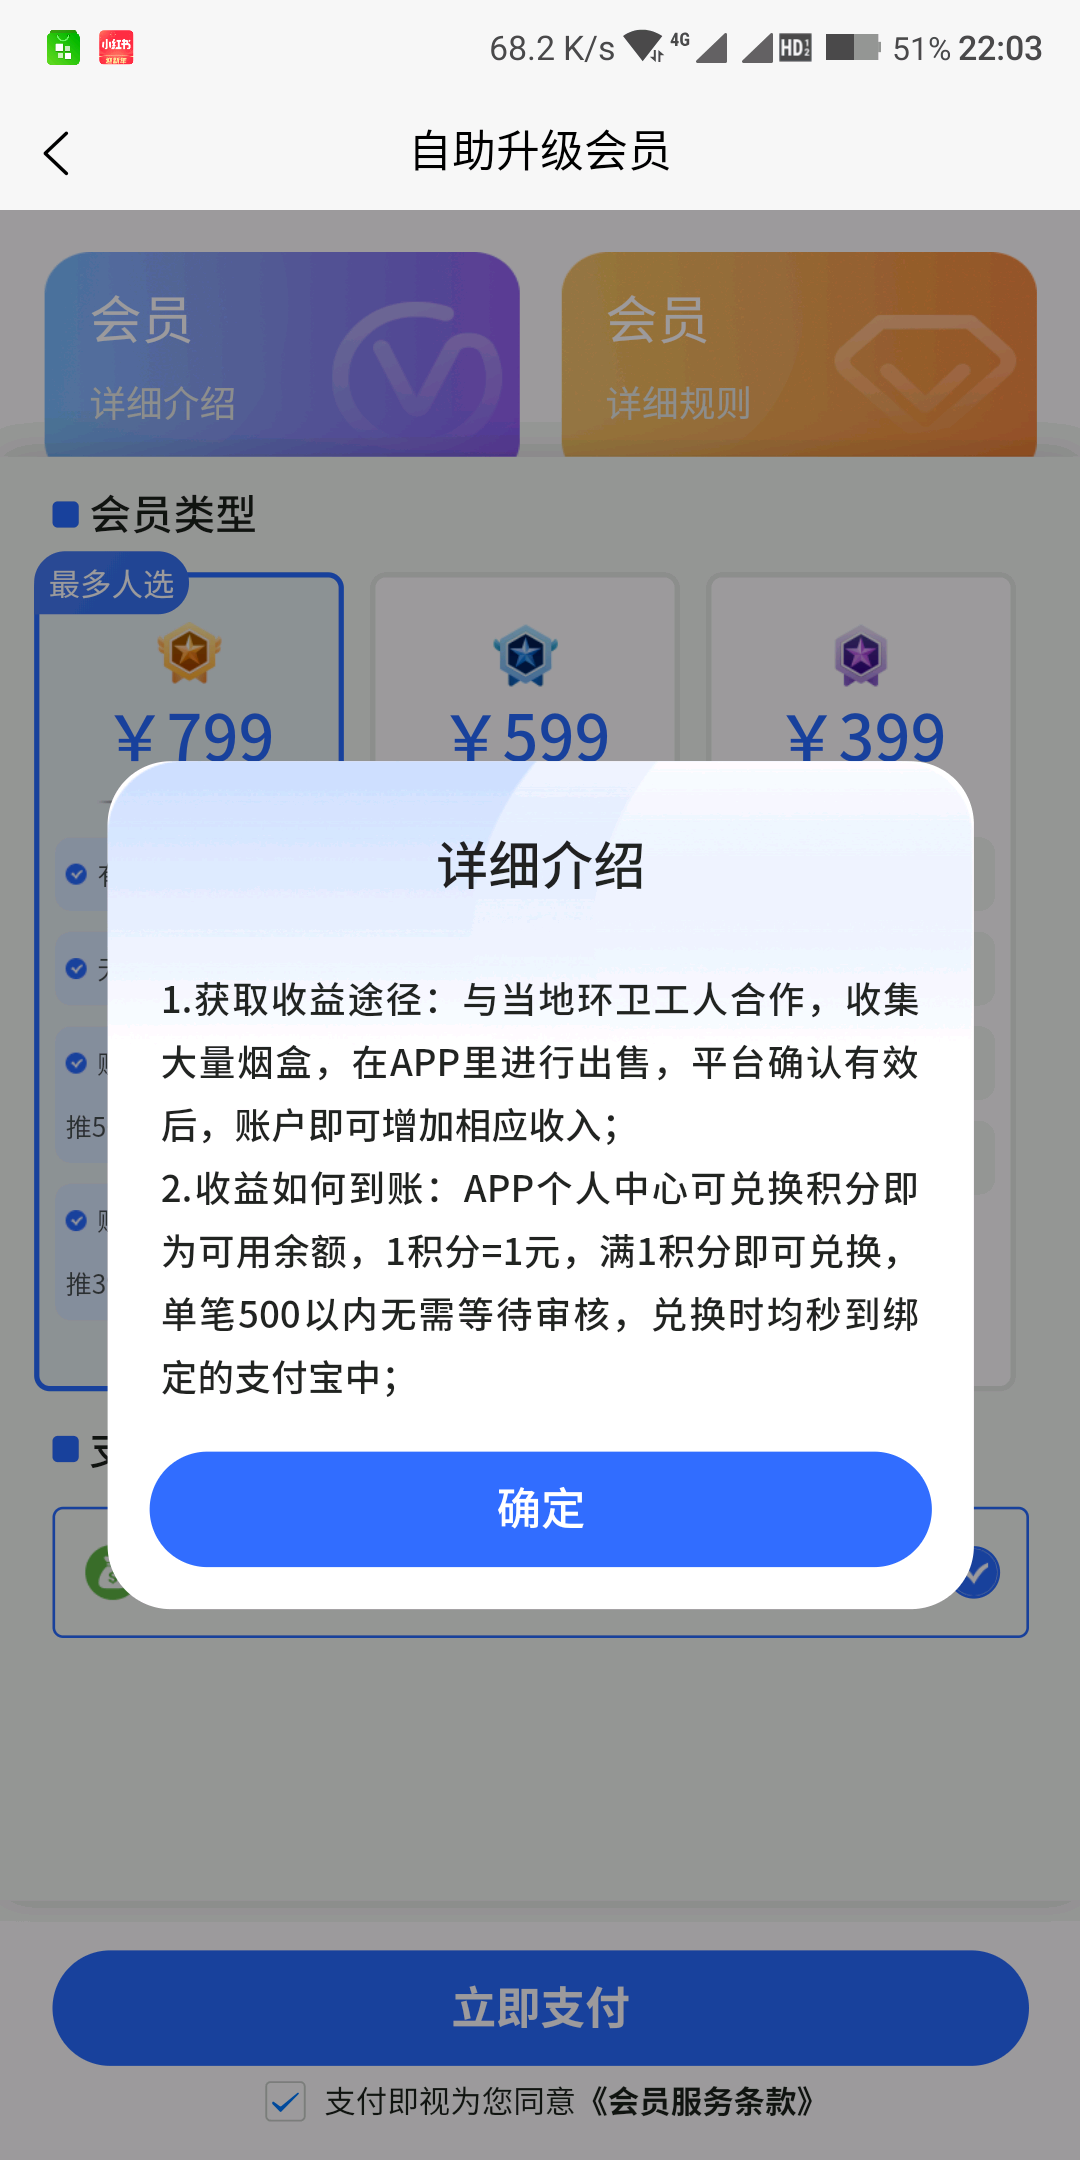 小红书
68.2 K/s 4G HD 51% 22:03
自助升级会员
会员
详细介绍
会员
详细规则
会员类型
最多人选
¥799
¥599
¥399
详细介绍
1.获取收益途径：与当地环卫工人合作，收集
大量烟盒，在APP里进行出售，平台确认有效
后，账户即可增加相应收入；
2.收益如何到账：APP个人中心可兑换积分即
为可用余额，1积分=1元，满1积分即可兑换，
单笔500以内无需等待审核，兑换时均秒到绑
定的支付宝中；
推5
推3
确定
立即支付
支付即视为您同意《会员服务条款》